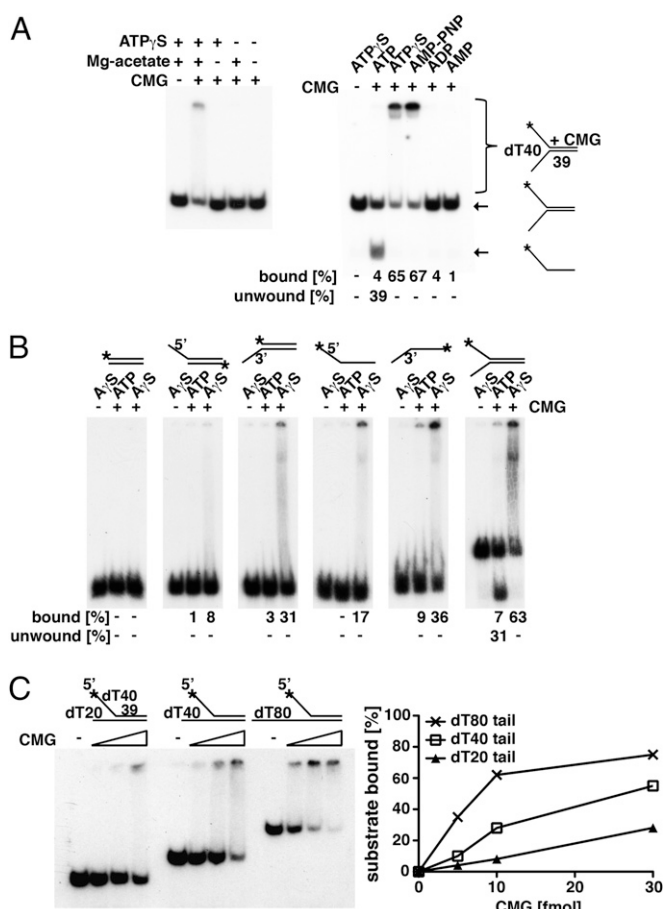 A
ATPγS + + + - -
Mg-acetate + + - + -
CMG - + + + +
ATPγS ATP ATPγS AMP-PNP ADP AMP
CMG - + + + + +
dT40
* + CMG
39
*
*
bound [%] - 4 65 67 4 1
unwound [%] - 39 - - - -
B
* 5' * * 3' * 5' 3' * *
AγS ATP AγS AγS ATP AγS AγS ATP AγS AγS ATP AγS AγS ATP AγS AγS ATP AγS
- + + - + + - + + - + + - + + - + + CMG
bound [%] - - 1 8 3 31 - 17 9 36 7 63
unwound [%] - - - - - - - - - - 31 -
C
5' 5' 5'
* dT40 * *
dT20 39 dT40 dT80
CMG - - -
substrate bound [%]
100
80
60
40
20
0
dT80 tail
dT40 tail
dT20 tail
0 10 20 30
CMG [fmol]